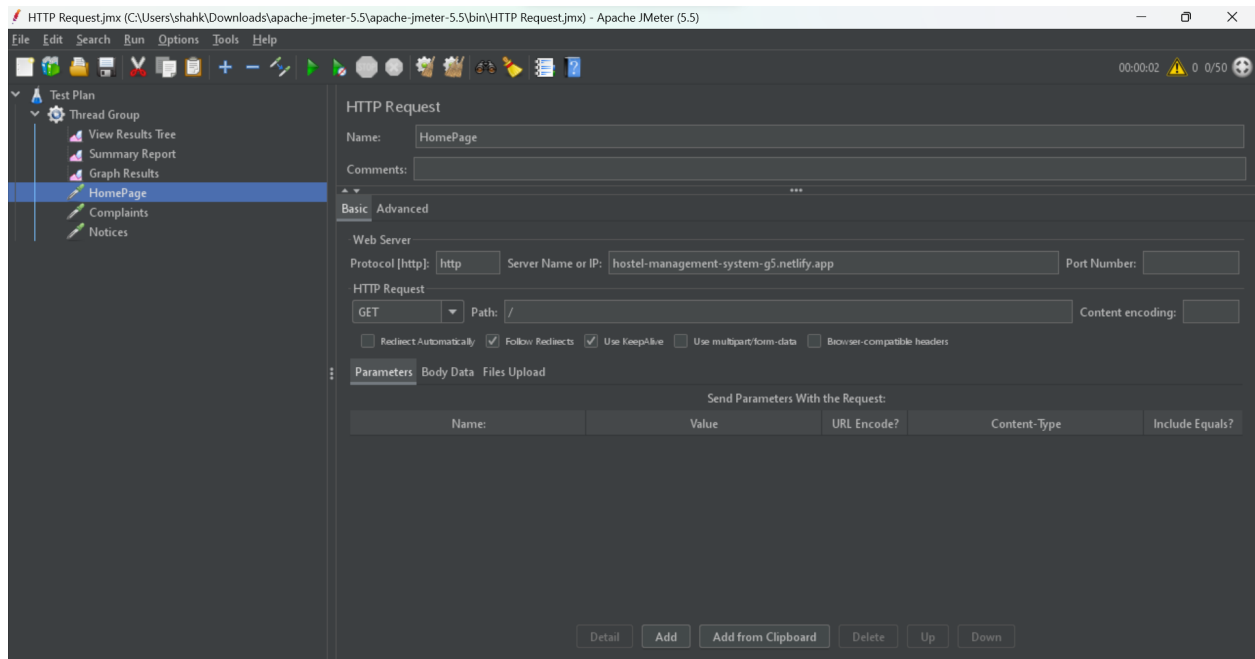 HTTP Request.jmx (C:\Users\shahk\Downloads\apache-jmeter-5.5\apache-jmeter-5.5\bin\HTTP Request.jmx) - Apache JMeter (5.5)
File Edit Search Run Options Tools Help
00:00:02 0 0/50
Test Plan
Thread Group
View Results Tree
Summary Report
Graph Results
HomePage
Complaints
Notices
HTTP Request
Name: HomePage
Comments:
Basic Advanced
Web Server
Protocol [http]: http Server Name or IP: hostel-management-system-g5.netlify.app Port Number:
HTTP Request
GET Path: / Content encoding:
Redirect Automatically Follow Redirects Use KeepAlive Use multipart/form-data Browser-compatible headers
Parameters Body Data Files Upload
Send Parameters With the Request:
Name: Value URL Encode? Content-Type Include Equals?
Detail Add Add from Clipboard Delete Up Down